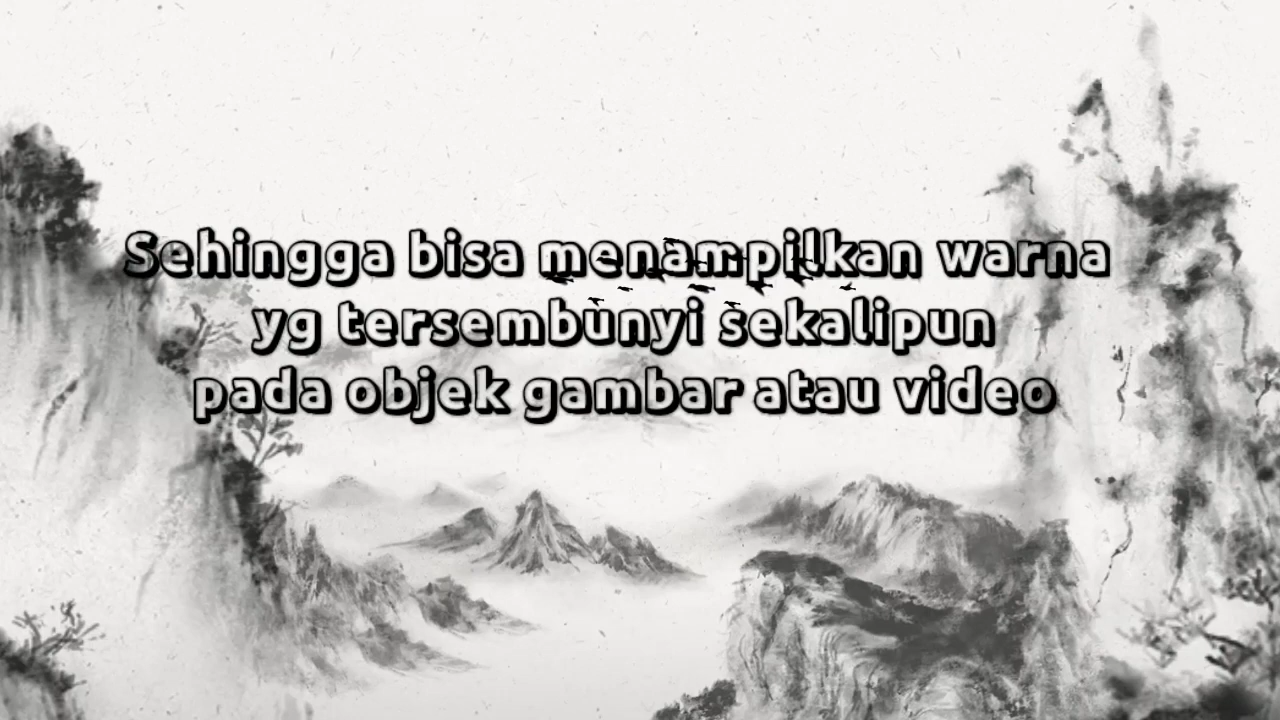 Sehingga bisa menampilkan warna
yg tersembunyi sekalipun
pada objek gambar atau video